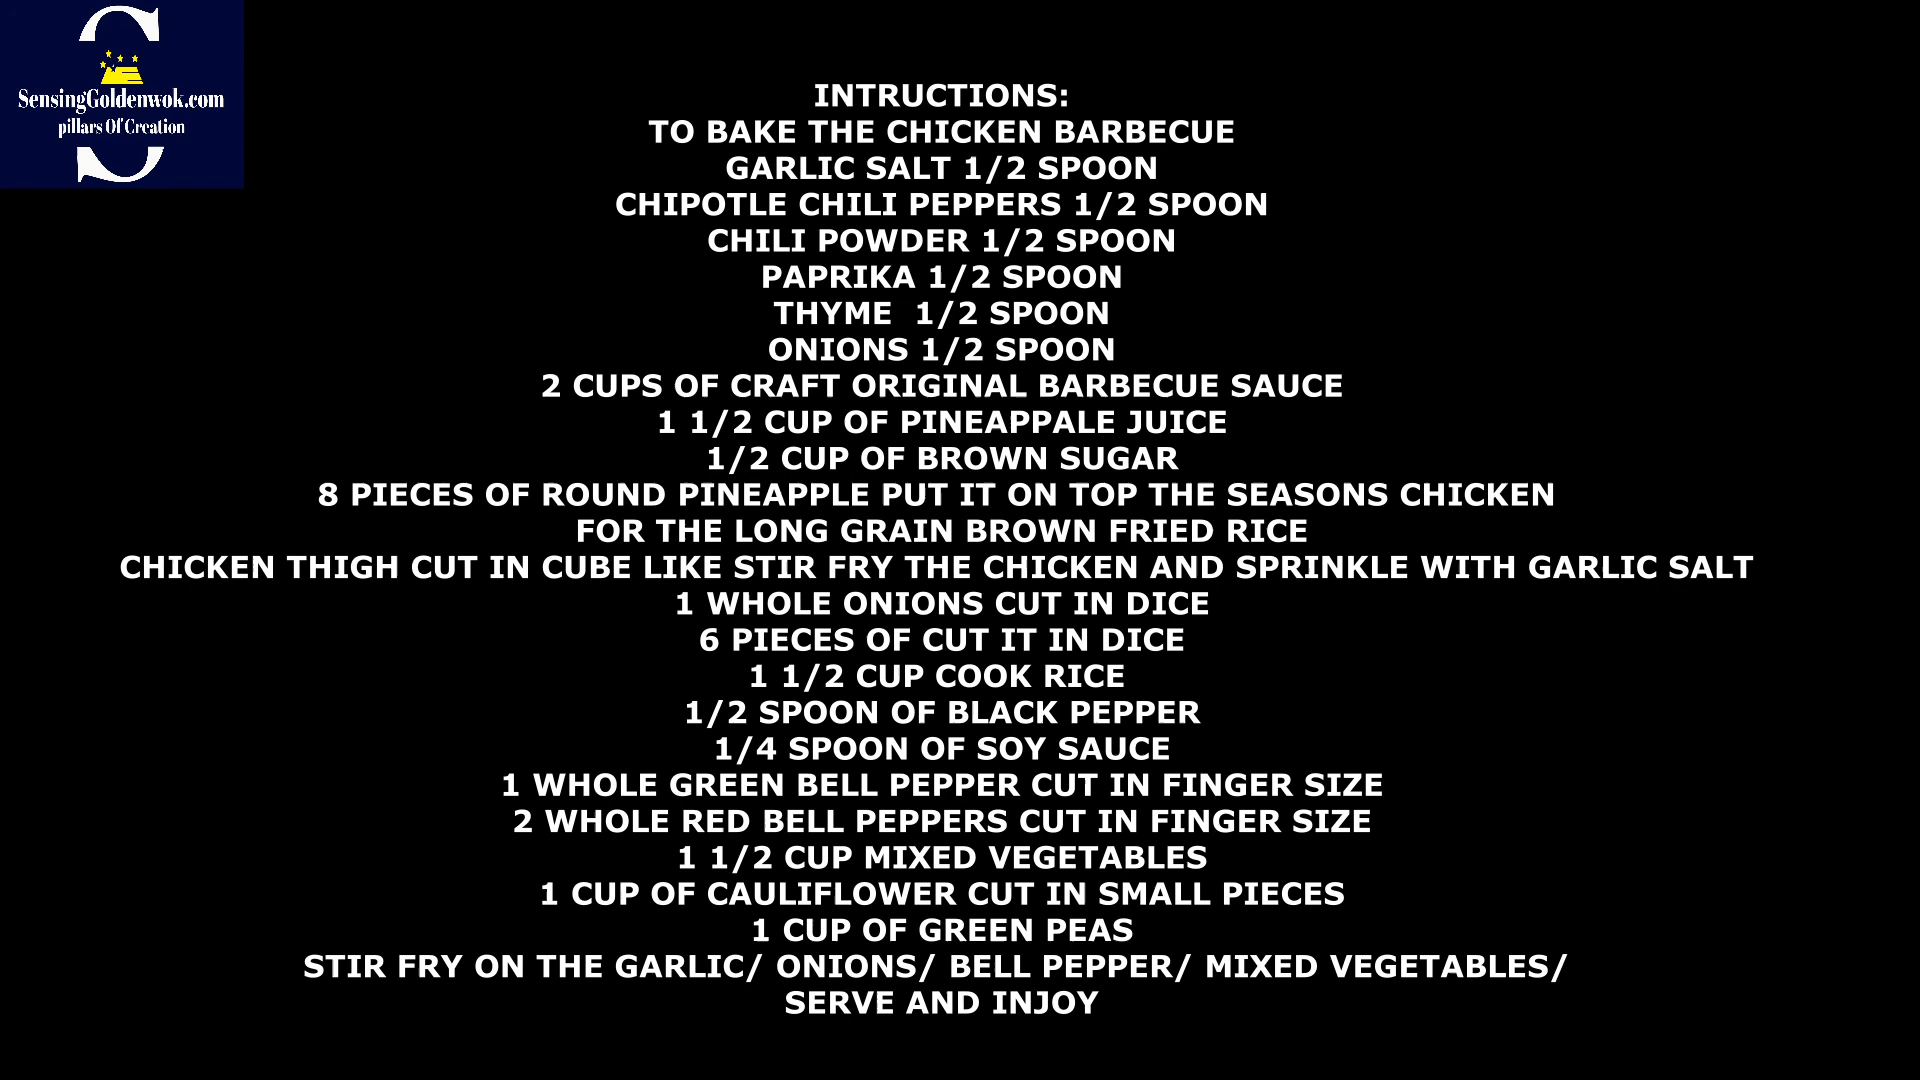 SensingGoldenwok.com
pillars Of Creation
INTRUCTIONS:
TO BAKE THE CHICKEN BARBECUE
GARLIC SALT 1/2 SPOON
CHIPOTLE CHILI PEPPERS 1/2 SPOON
CHILI POWDER 1/2 SPOON
PAPRIKA 1/2 SPOON
THYME  1/2 SPOON
ONIONS 1/2 SPOON
2 CUPS OF CRAFT ORIGINAL BARBECUE SAUCE
1 1/2 CUP OF PINEAPPALE JUICE
1/2 CUP OF BROWN SUGAR
8 PIECES OF ROUND PINEAPPLE PUT IT ON TOP THE SEASONS CHICKEN
FOR THE LONG GRAIN BROWN FRIED RICE
CHICKEN THIGH CUT IN CUBE LIKE STIR FRY THE CHICKEN AND SPRINKLE WITH GARLIC SALT
1 WHOLE ONIONS CUT IN DICE
6 PIECES OF CUT IT IN DICE
1 1/2 CUP COOK RICE
1/2 SPOON OF BLACK PEPPER
1/4 SPOON OF SOY SAUCE
1 WHOLE GREEN BELL PEPPER CUT IN FINGER SIZE
2 WHOLE RED BELL PEPPERS CUT IN FINGER SIZE
1 1/2 CUP MIXED VEGETABLES
1 CUP OF CAULIFLOWER CUT IN SMALL PIECES
1 CUP OF GREEN PEAS
STIR FRY ON THE GARLIC/ ONIONS/ BELL PEPPER/ MIXED VEGETABLES/
SERVE AND INJOY